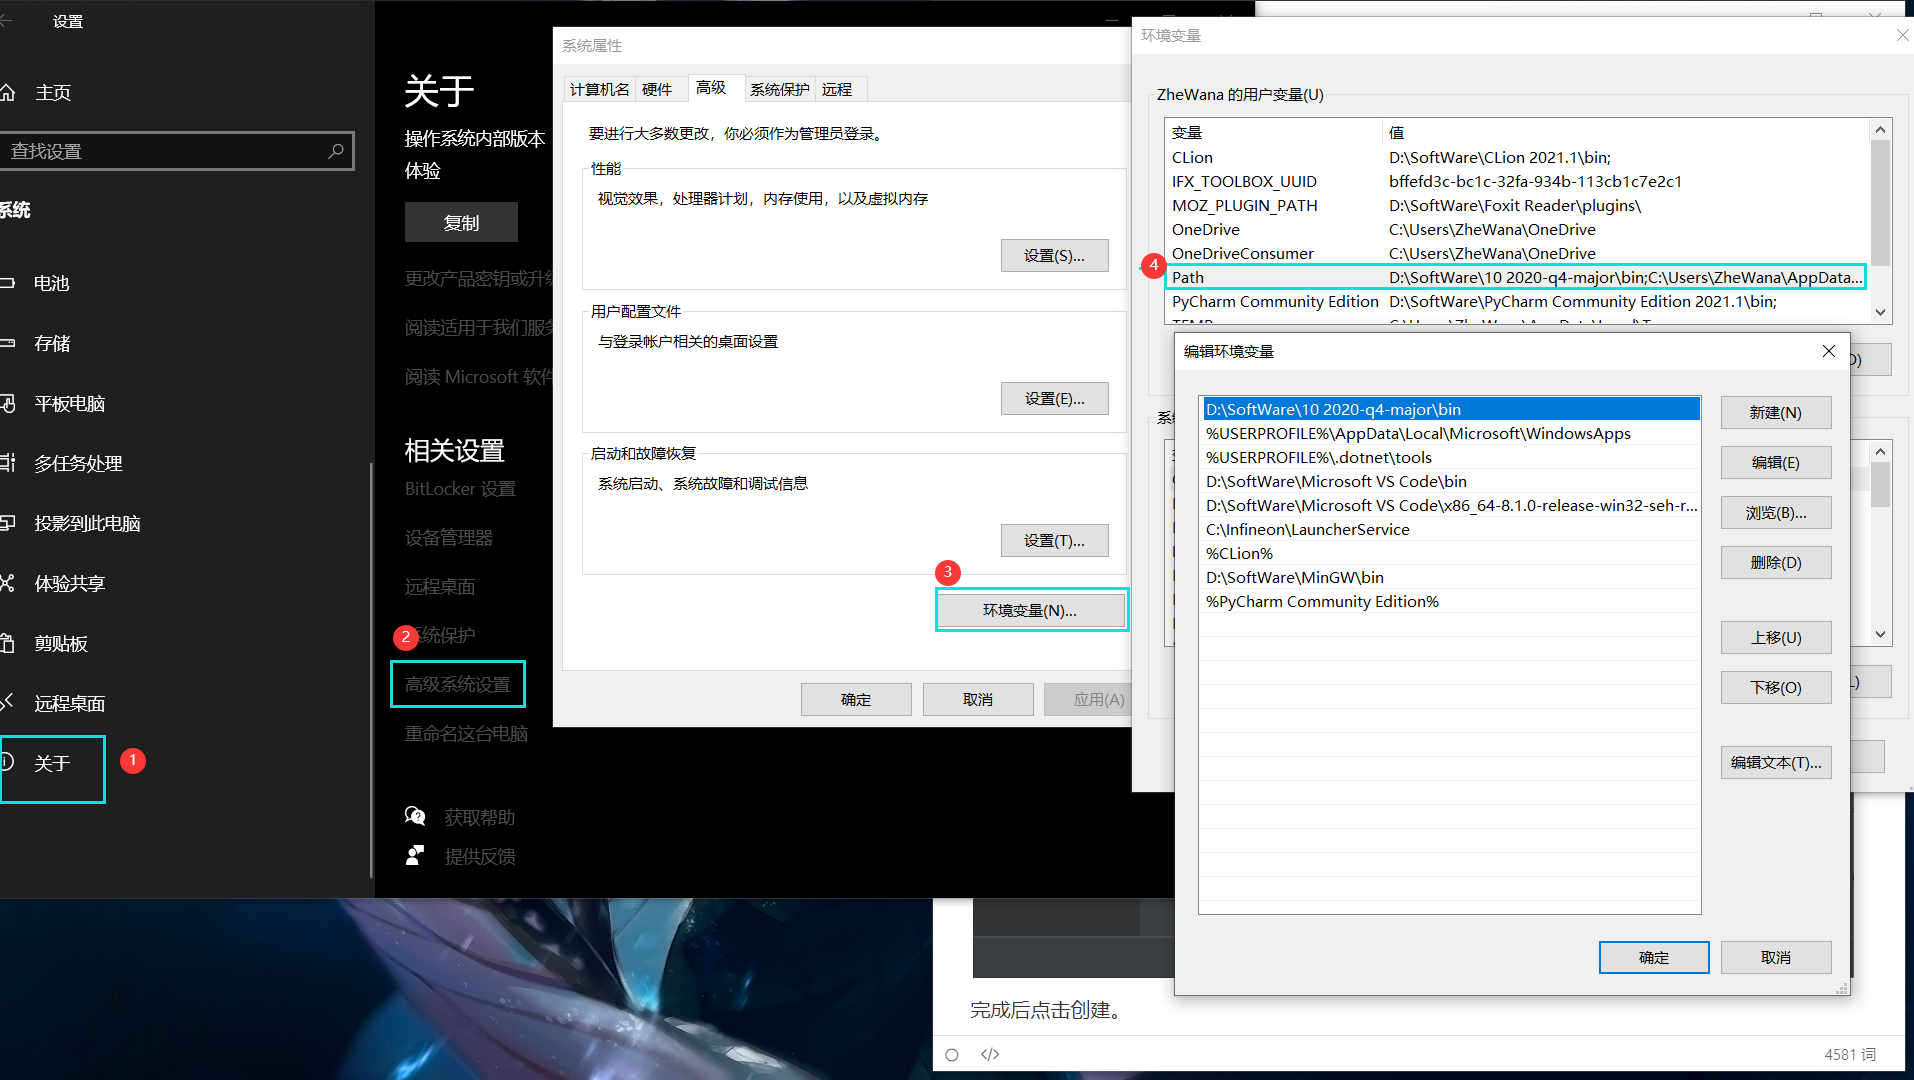 设置
主页
查找设置
系统
电池
存储
平板电脑
多任务处理
投影到此电脑
体验共享
剪贴板
远程桌面
关于
1
关于
操作系统内部版本
体验
复制
更改产品密钥或升级
阅读适用于我们服务
阅读 Microsoft 软件
相关设置
BitLocker 设置
设备管理器
远程桌面
2
系统保护
高级系统设置
重命名这台电脑
获取帮助
提供反馈
系统属性
计算机名
硬件
高级
系统保护
远程
要进行大多数更改，你必须作为管理员登录。
性能
视觉效果，处理器计划，内存使用，以及虚拟内存
设置(S)...
用户配置文件
与登录帐户相关的桌面设置
设置(E)...
启动和故障恢复
系统启动、系统故障和调试信息
设置(T)...
3
环境变量(N)...
确定
取消
应用(A)
环境变量
ZheWana 的用户变量(U)
变量 值
CLion D:\SoftWare\CLion 2021.1\bin;
IFX_TOOLBOX_UUID bffefd3c-bc1c-32fa-934b-113cb1c7e2c1
MOZ_PLUGIN_PATH D:\SoftWare\Foxit Reader\plugins\
OneDrive C:\Users\ZheWana\OneDrive
OneDriveConsumer C:\Users\ZheWana\OneDrive
4
Path D:\SoftWare\10 2020-q4-major\bin;C:\Users\ZheWana\AppData...
PyCharm Community Edition D:\SoftWare\PyCharm Community Edition 2021.1\bin;
编辑环境变量
D:\SoftWare\10 2020-q4-major\bin
%USERPROFILE%\AppData\Local\Microsoft\WindowsApps
%USERPROFILE%\.dotnet\tools
D:\SoftWare\Microsoft VS Code\bin
D:\SoftWare\Microsoft VS Code\x86_64-8.1.0-release-win32-seh-r...
C:\Infineon\LauncherService
%CLion%
D:\SoftWare\MinGW\bin
%PyCharm Community Edition%
新建(N)
编辑(E)
浏览(B)...
删除(D)
上移(U)
下移(O)
编辑文本(T)...
确定
取消
完成后点击创建。
</>
4581 词